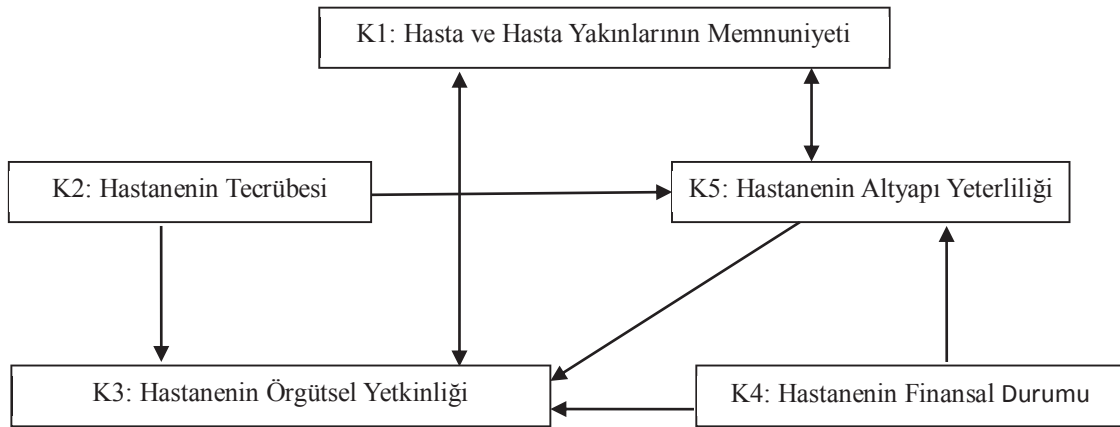 K1: Hasta ve Hasta Yakınlarının Memnuniyeti
K2: Hastanenin Tecrübesi
K5: Hastanenin Altyapı Yeterliliği
K3: Hastanenin Örgütsel Yetkinliği
K4: Hastanenin Finansal Durumu